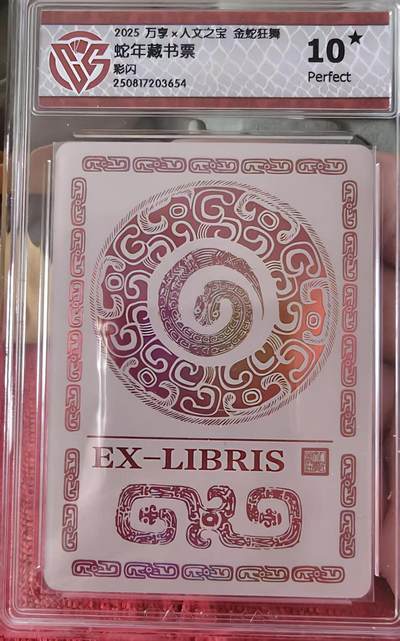 2025 万享×人文之宝 金蛇狂舞
蛇年藏书票
彩闪
250817203654
10★
Perfect
EX-LIBRIS